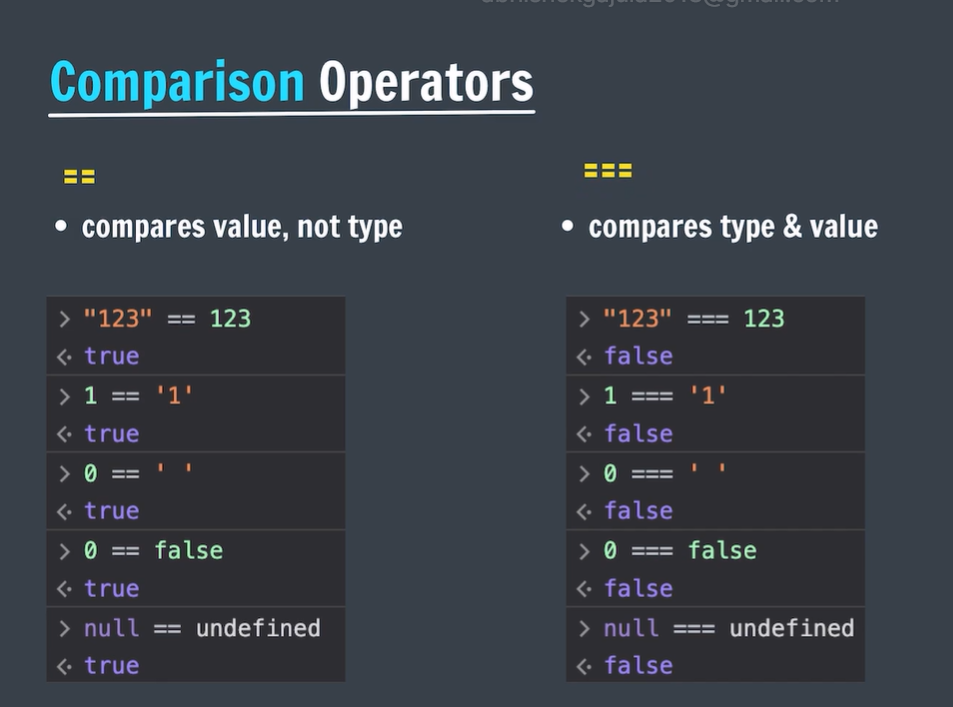 Comparison Operators
==
• compares value, not type
> "123" == 123
<· true
> 1 == '1'
<· true
> 0 == ' '
<· true
> 0 == false
<· true
> null == undefined
<· true
===
• compares type & value
> "123" === 123
<· false
> 1 === '1'
<· false
> 0 === ' '
<· false
> 0 === false
<· false
> null === undefined
<· false